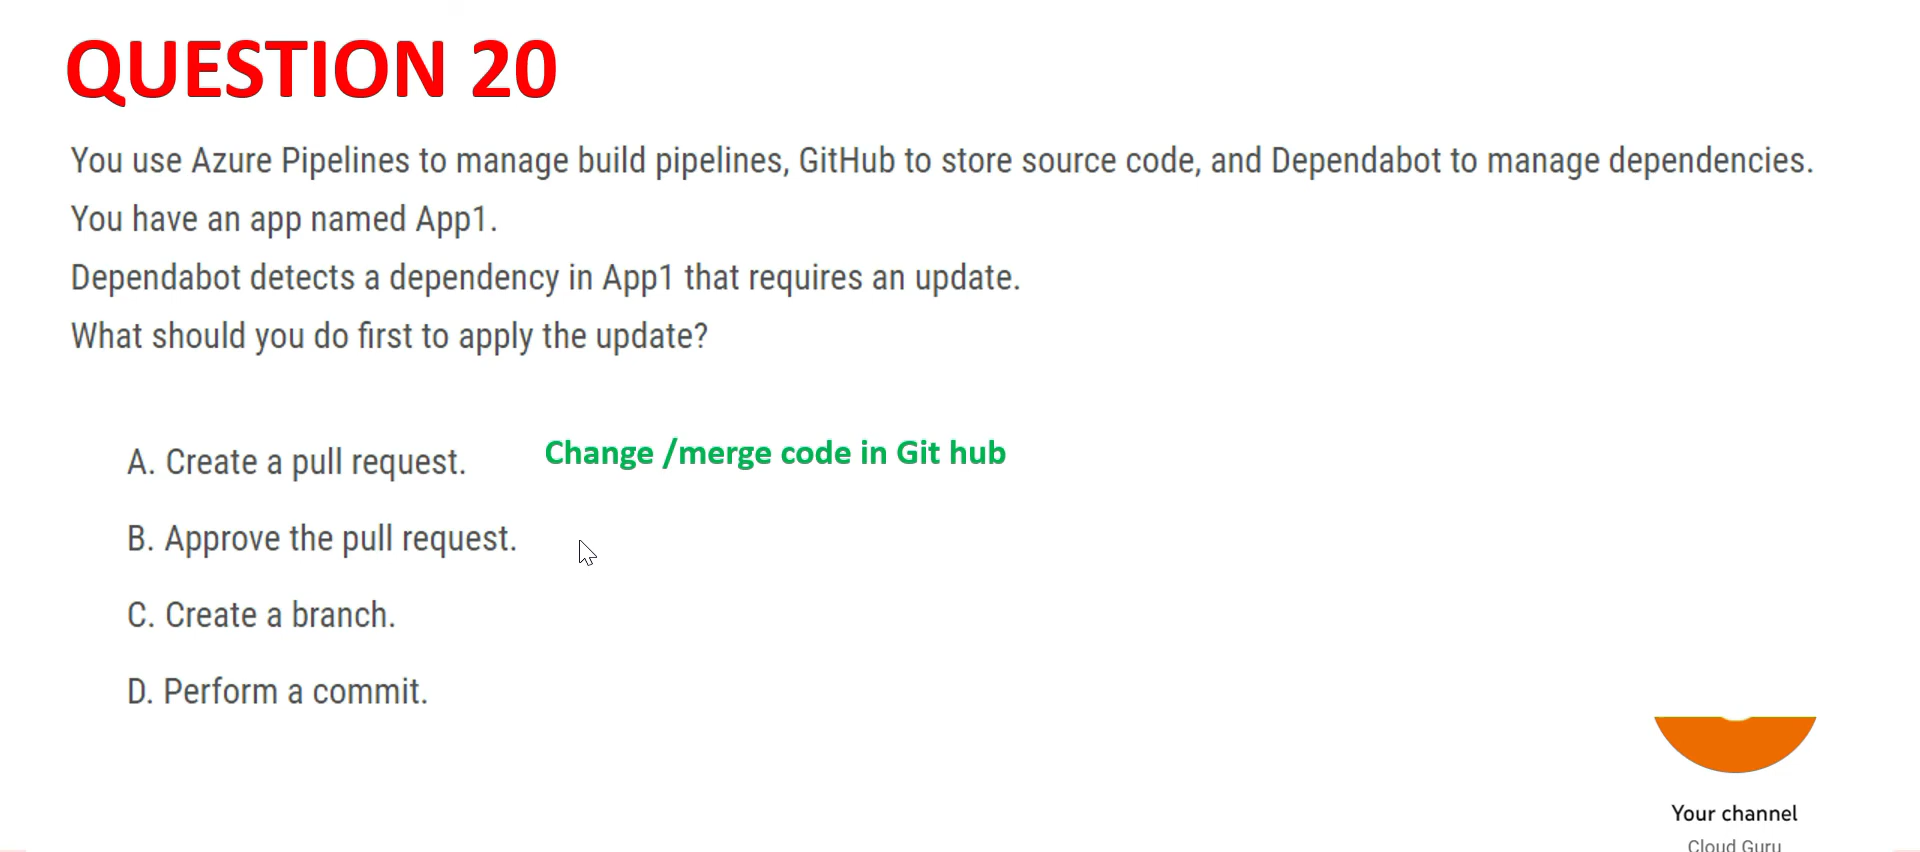 QUESTION 20
You use Azure Pipelines to manage build pipelines, GitHub to store source code, and Dependabot to manage dependencies.
You have an app named App1.
Dependabot detects a dependency in App1 that requires an update.
What should you do first to apply the update?
A. Create a pull request.
Change /merge code in Git hub
B. Approve the pull request.
C. Create a branch.
D. Perform a commit.
Your channel
Cloud Guru